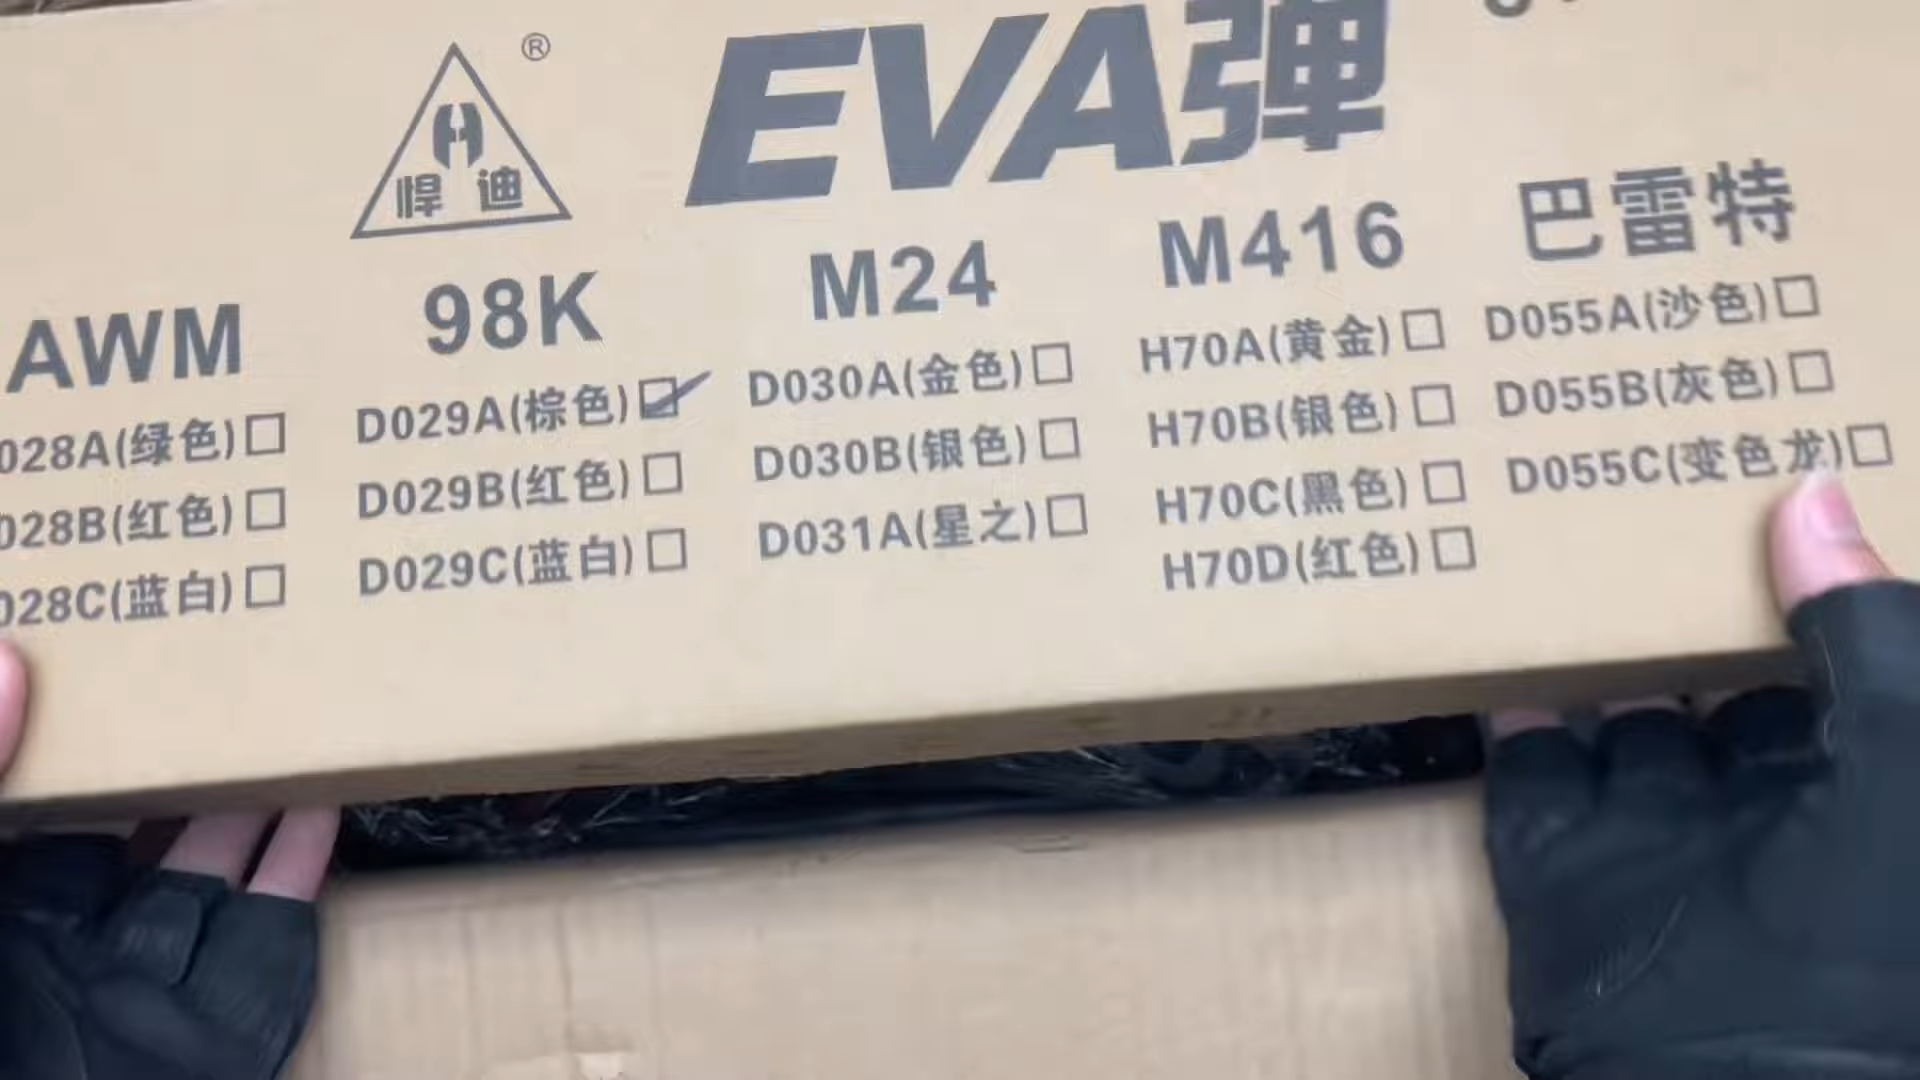 ®
悍迪
EVA弹
AWM
98K
M24
M416
巴雷特
028A(绿色)□
028B(红色)□
028C(蓝白)□
D029A(棕色)☑
D029B(红色)□
D029C(蓝白)□
D030A(金色)□
D030B(银色)□
D031A(星之)□
H70A(黄金)□
H70B(银色)□
H70C(黑色)□
H70D(红色)□
D055A(沙色)□
D055B(灰色)□
D055C(变色龙)□